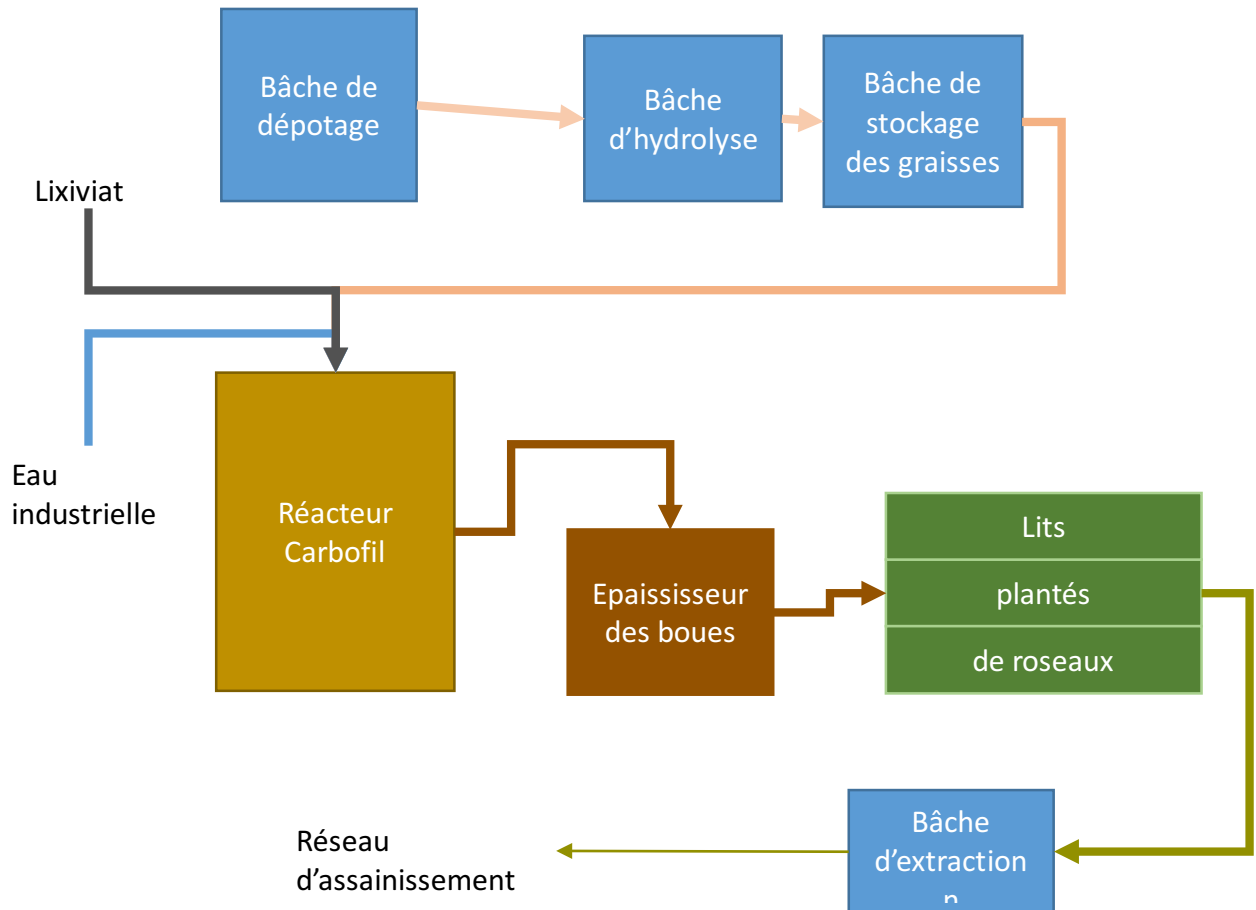 Bâche de
dépotage
Bâche
d’hydrolyse
Bâche de
stockage
des graisses
Lixiviat
Eau
industrielle
Réacteur
Carbofil
Epaississeur
des boues
Lits
plantés
de roseaux
Réseau
d’assainissement
Bâche
d’extraction
n